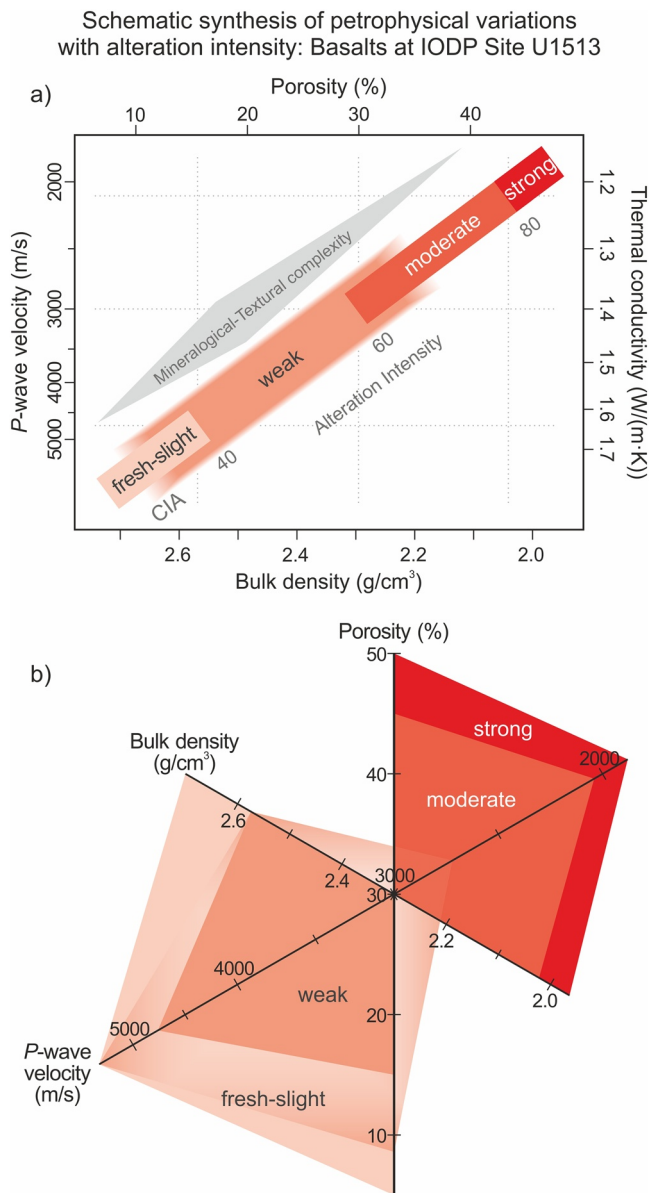 Schematic synthesis of petrophysical variations
with alteration intensity: Basalts at IODP Site U1513
a)
Porosity (%)
10 20 30 40
P-wave velocity (m/s)
2000
3000
4000
5000
Thermal conductivity (W/(m·K))
1.2
1.3
1.4
1.5
1.6
1.7
strong
80
moderate
Mineralogical-Textural complexity
60
weak
Alteration Intensity
fresh-slight
40
CIA
2.6 2.4 2.2 2.0
Bulk density (g/cm³)
b)
Porosity (%)
50
strong
Bulk density
(g/cm³)
2000
40
moderate
2.6
2.4
3000
30
2.2
4000
weak
2.0
20
5000
P-wave
velocity
(m/s)
fresh-slight
10